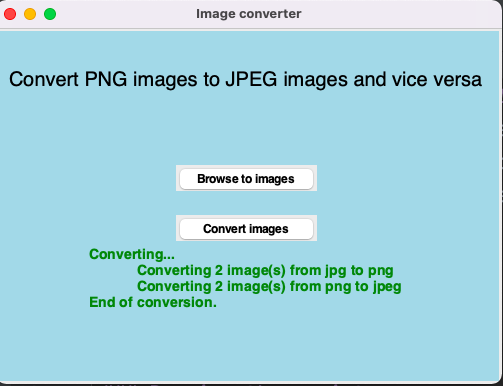 Image converter
Convert PNG images to JPEG images and vice versa
Browse to images
Convert images
Converting...
Converting 2 image(s) from jpg to png
Converting 2 image(s) from png to jpeg
End of conversion.